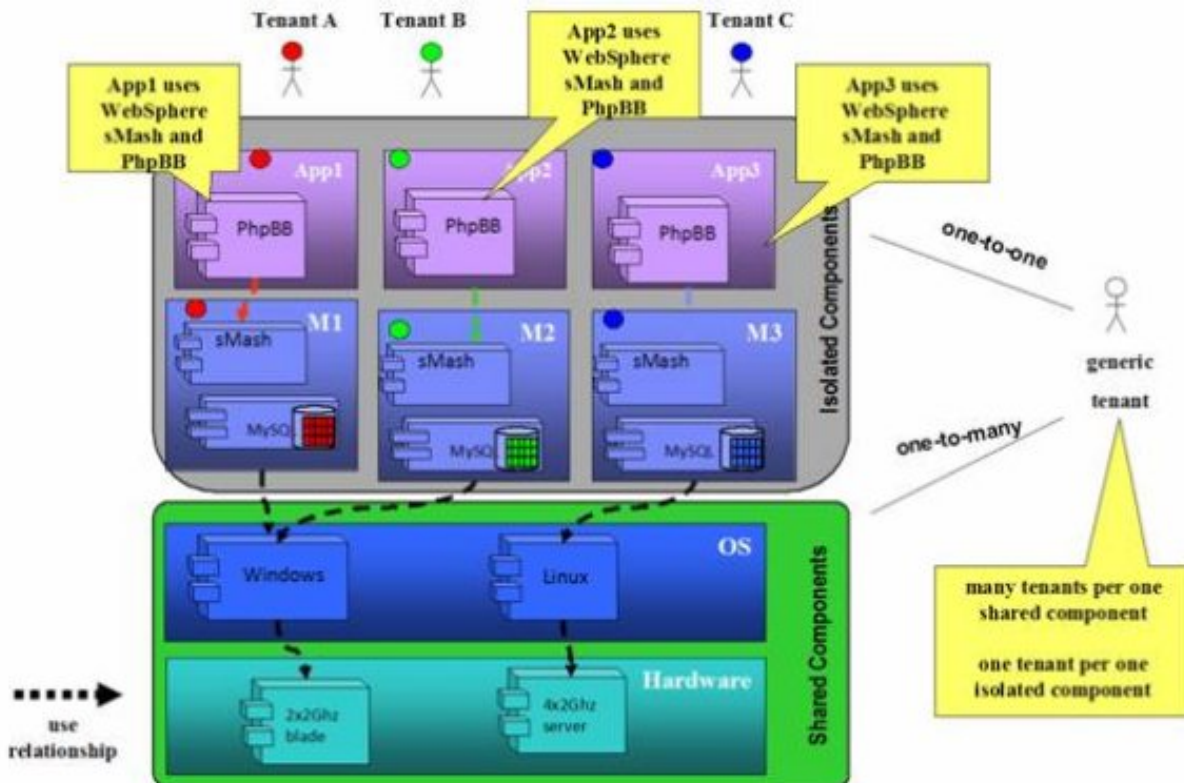 Tenant A
Tenant B
Tenant C
App1 uses
WebSphere
sMash and
PhpBB
App2 uses
WebSphere
sMash and
PhpBB
App3 uses
WebSphere
sMash and
PhpBB
App1
App2
App3
PhpBB
PhpBB
PhpBB
M1
M2
M3
sMash
sMash
sMash
MySQ
MySQ
MySQL
Isolated Components
one-to-one
one-to-many
generic
tenant
OS
Windows
Linux
Hardware
2x2Ghz
blade
4x2Ghz
server
Shared Components
many tenants per one
shared component
one tenant per one
isolated component
use
relationship